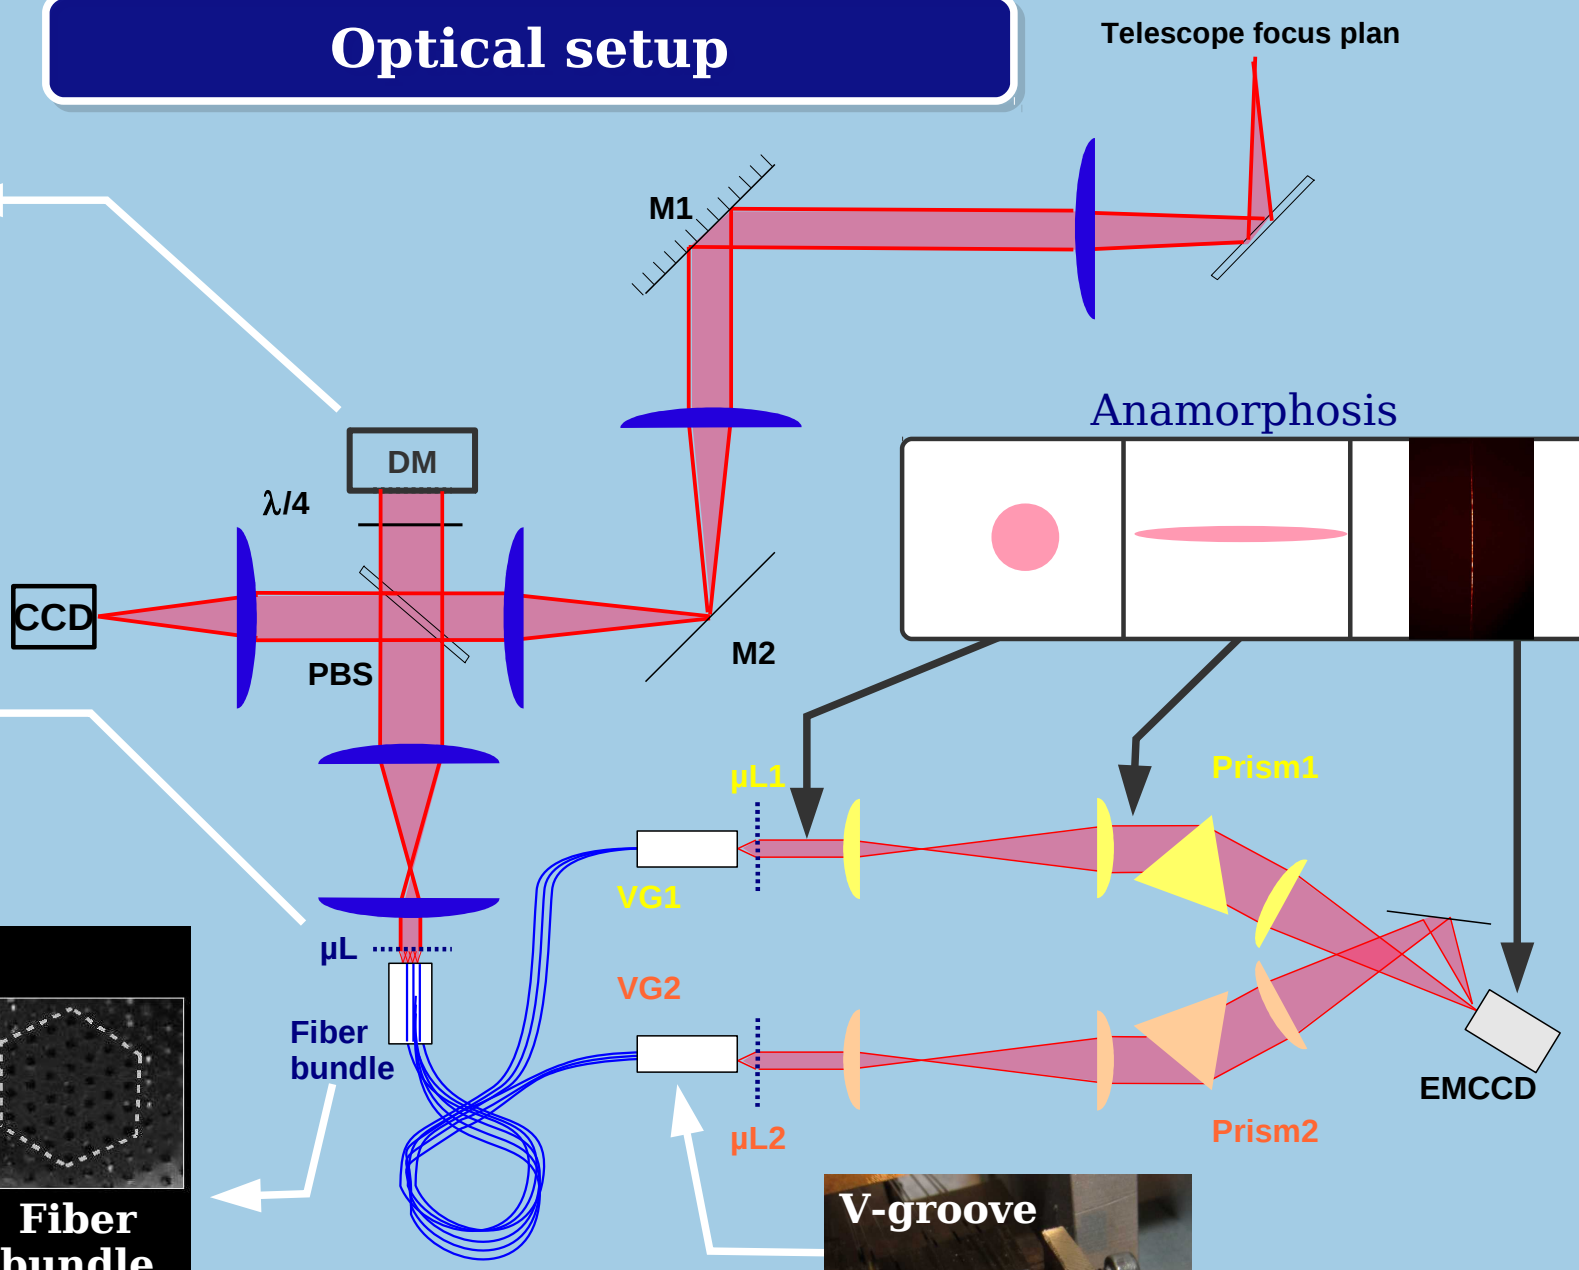 Optical setup
Telescope focus plan
M1
Anamorphosis
DM
λ/4
CCD
PBS
M2
µL1
Prism1
VG1
µL
VG2
Fiber
bundle
EMCCD
µL2
Prism2
V-groove
Fiber
bundle